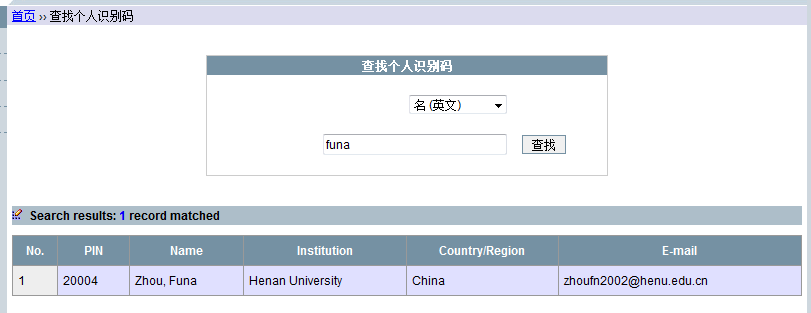 首页 ›› 查找个人识别码
查找个人识别码
名 (英文)
funa 查找
Search results: 1 record matched
No. PIN Name Institution Country/Region E-mail
1 20004 Zhou, Funa Henan University China zhoufn2002@henu.edu.cn